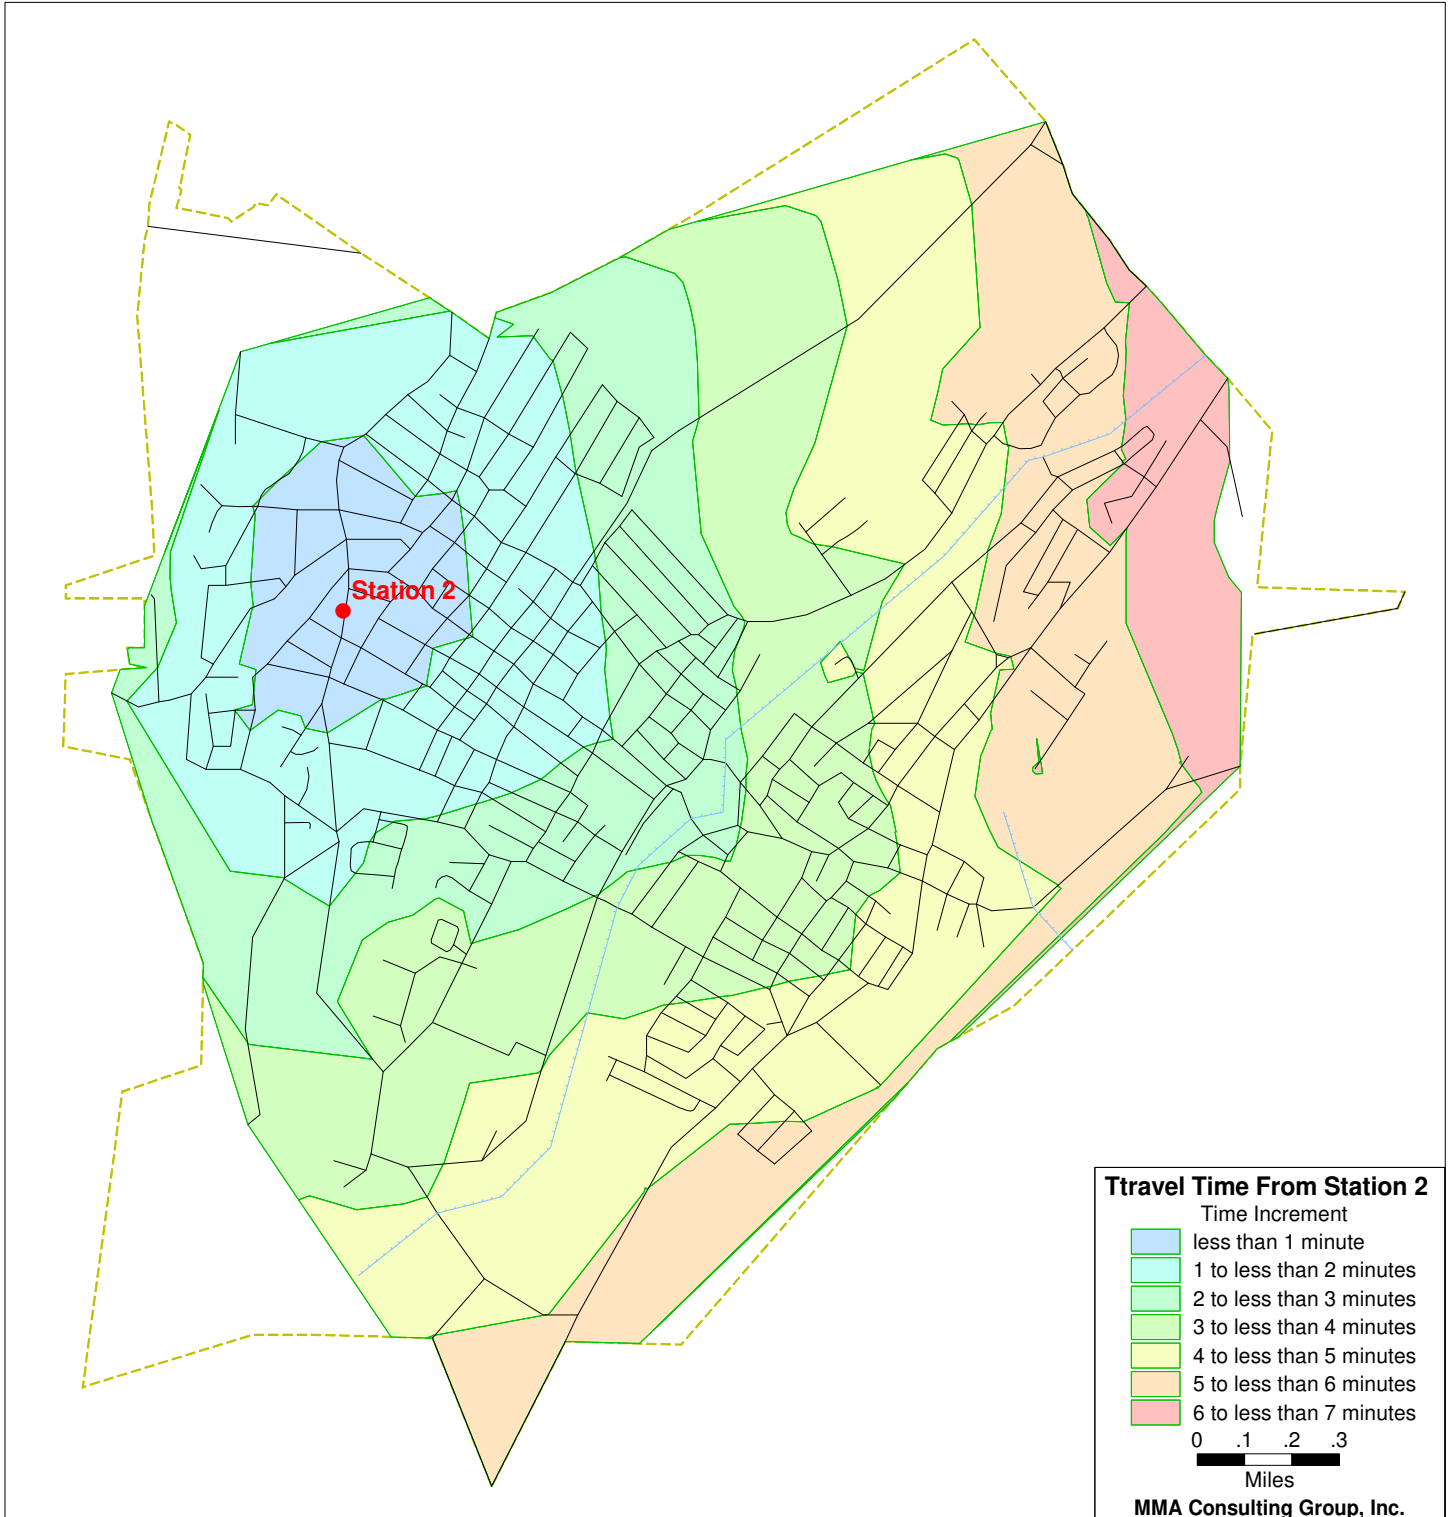 Station 2
Ttravel Time From Station 2
Time Increment
less than 1 minute
1 to less than 2 minutes
2 to less than 3 minutes
3 to less than 4 minutes
4 to less than 5 minutes
5 to less than 6 minutes
6 to less than 7 minutes
0 .1 .2 .3
Miles
MMA Consulting Group, Inc.